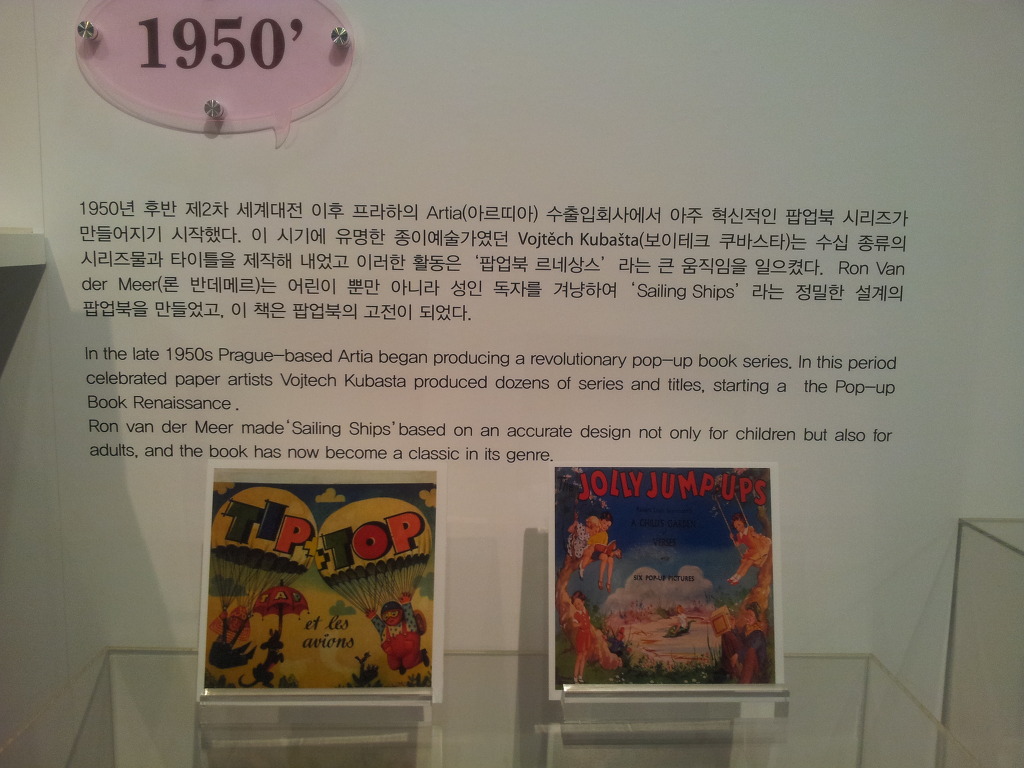 1950’
1950년 후반 제2차 세계대전 이후 프라하의 Artia(아르띠아) 수출입회사에서 아주 혁신적인 팝업북 시리즈가
만들어지기 시작했다. 이 시기에 유명한 종이예술가였던 Vojtěch Kubašta(보이테크 쿠바스타)는 수십 종류의
시리즈물과 타이틀을 제작해 내었고 이러한 활동은 ‘팝업북 르네상스’ 라는 큰 움직임을 일으켰다. Ron Van
der Meer(론 반데메르)는 어린이 뿐만 아니라 성인 독자를 겨냥하여 ‘Sailing Ships’ 라는 정밀한 설계의
팝업북을 만들었고, 이 책은 팝업북의 고전이 되었다.
In the late 1950s Prague-based Artia began producing a revolutionary pop-up book series. In this period
celebrated paper artists Vojtech Kubasta produced dozens of series and titles, starting a the Pop-up
Book Renaissance.
Ron van der Meer made‘Sailing Ships’based on an accurate design not only for children but also for
adults, and the book has now become a classic in its genre.
TIP
TOP
TAP
et les
avions
JOLLY JUMP-UPS
A CHILD'S GARDEN
VERSES
SIX POP-UP PICTURES